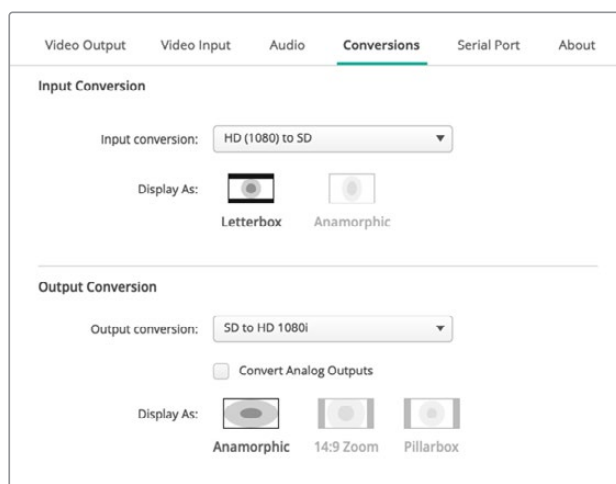 Video Output Video Input Audio Conversions Serial Port About
Input Conversion
Input conversion: HD (1080) to SD
Display As:
Letterbox Anamorphic
Output Conversion
Output conversion: SD to HD 1080i
Convert Analog Outputs
Display As:
Anamorphic 14:9 Zoom Pillarbox